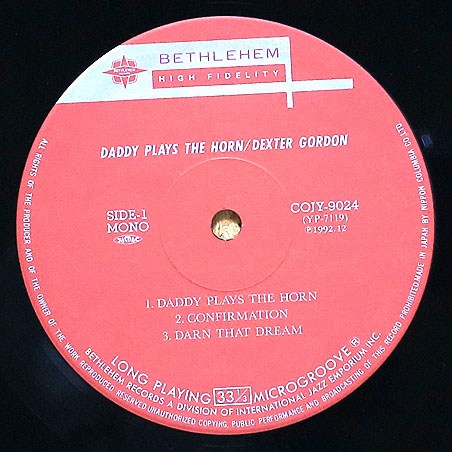 BETHLEHEM
HIGH FIDELITY
DADDY PLAYS THE HORN/DEXTER GORDON
SIDE-1
MONO
COJY-9024
(YP-7119)
℗1992.12
1. DADDY PLAYS THE HORN
2. CONFIRMATION
3. DARN THAT DREAM
LONG PLAYING 33⅓ MICROGROOVE
BETHLEHEM RECORDS A DIVISION OF INTERNATIONAL JAZZ EMPORIUM INC.
ALL RIGHTS OF THE PRODUCER AND OF THE OWNER OF THE WORK REPRODUCED RESERVED.UNAUTHORIZED COPYING, PUBLIC PERFORMANCE AND BROADCASTING OF THIS RECORD PROHIBITED.MADE IN JAPAN BY NIPPON COLUMBIA CO.LTD.